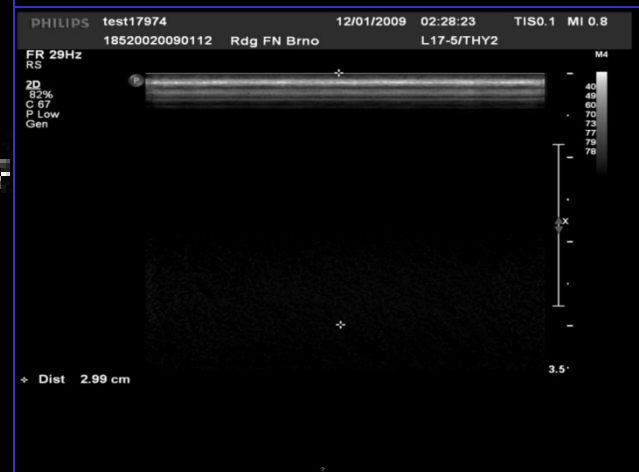 PHILIPS test17974 12/01/2009 02:28:23 TIS0.1 MI 0.8
18520020090112 Rdg FN Brno L17-5/THY2
FR 29Hz
RS
M4
2D
82%
C 67
P Low
Gen
P
40
49
60
70
73
77
79
78
x
3.5
Dist 2.99 cm